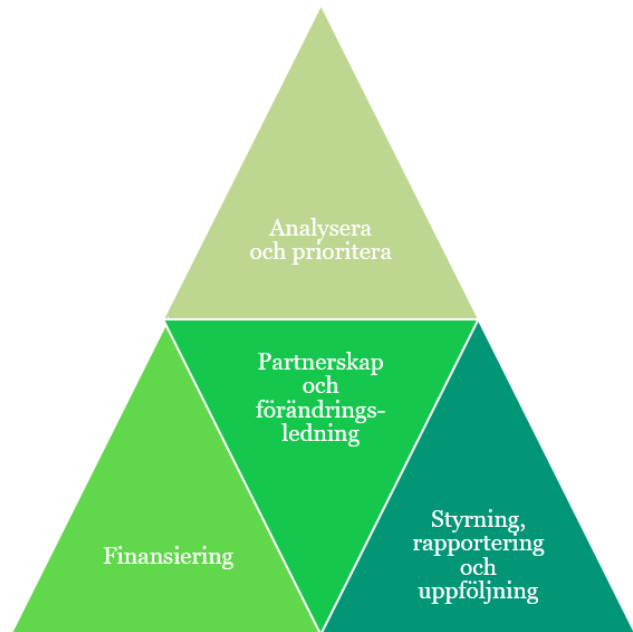 Analysera
och prioritera
Partnerskap
och
förändrings-
ledning
Finansiering
Styrning,
rapportering
och
uppföljning